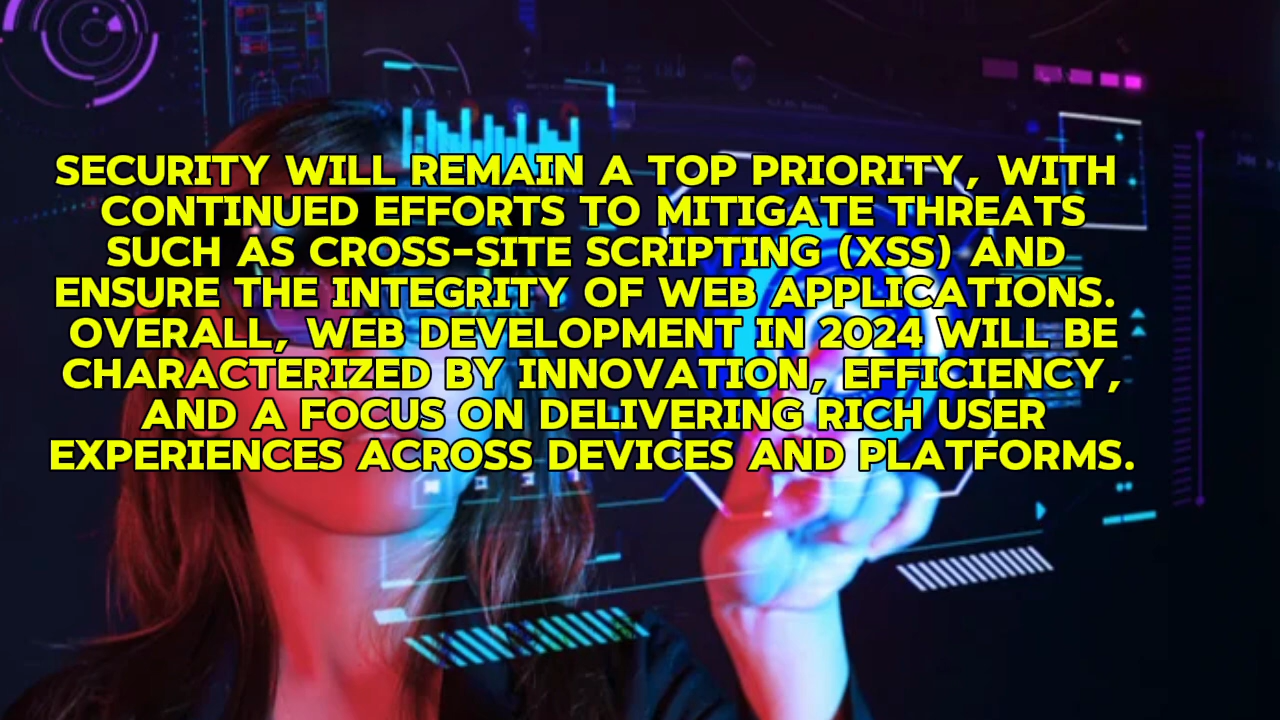 SECURITY WILL REMAIN A TOP PRIORITY, WITH
CONTINUED EFFORTS TO MITIGATE THREATS
SUCH AS CROSS-SITE SCRIPTING (XSS) AND
ENSURE THE INTEGRITY OF WEB APPLICATIONS.
OVERALL, WEB DEVELOPMENT IN 2024 WILL BE
CHARACTERIZED BY INNOVATION, EFFICIENCY,
AND A FOCUS ON DELIVERING RICH USER
EXPERIENCES ACROSS DEVICES AND PLATFORMS.